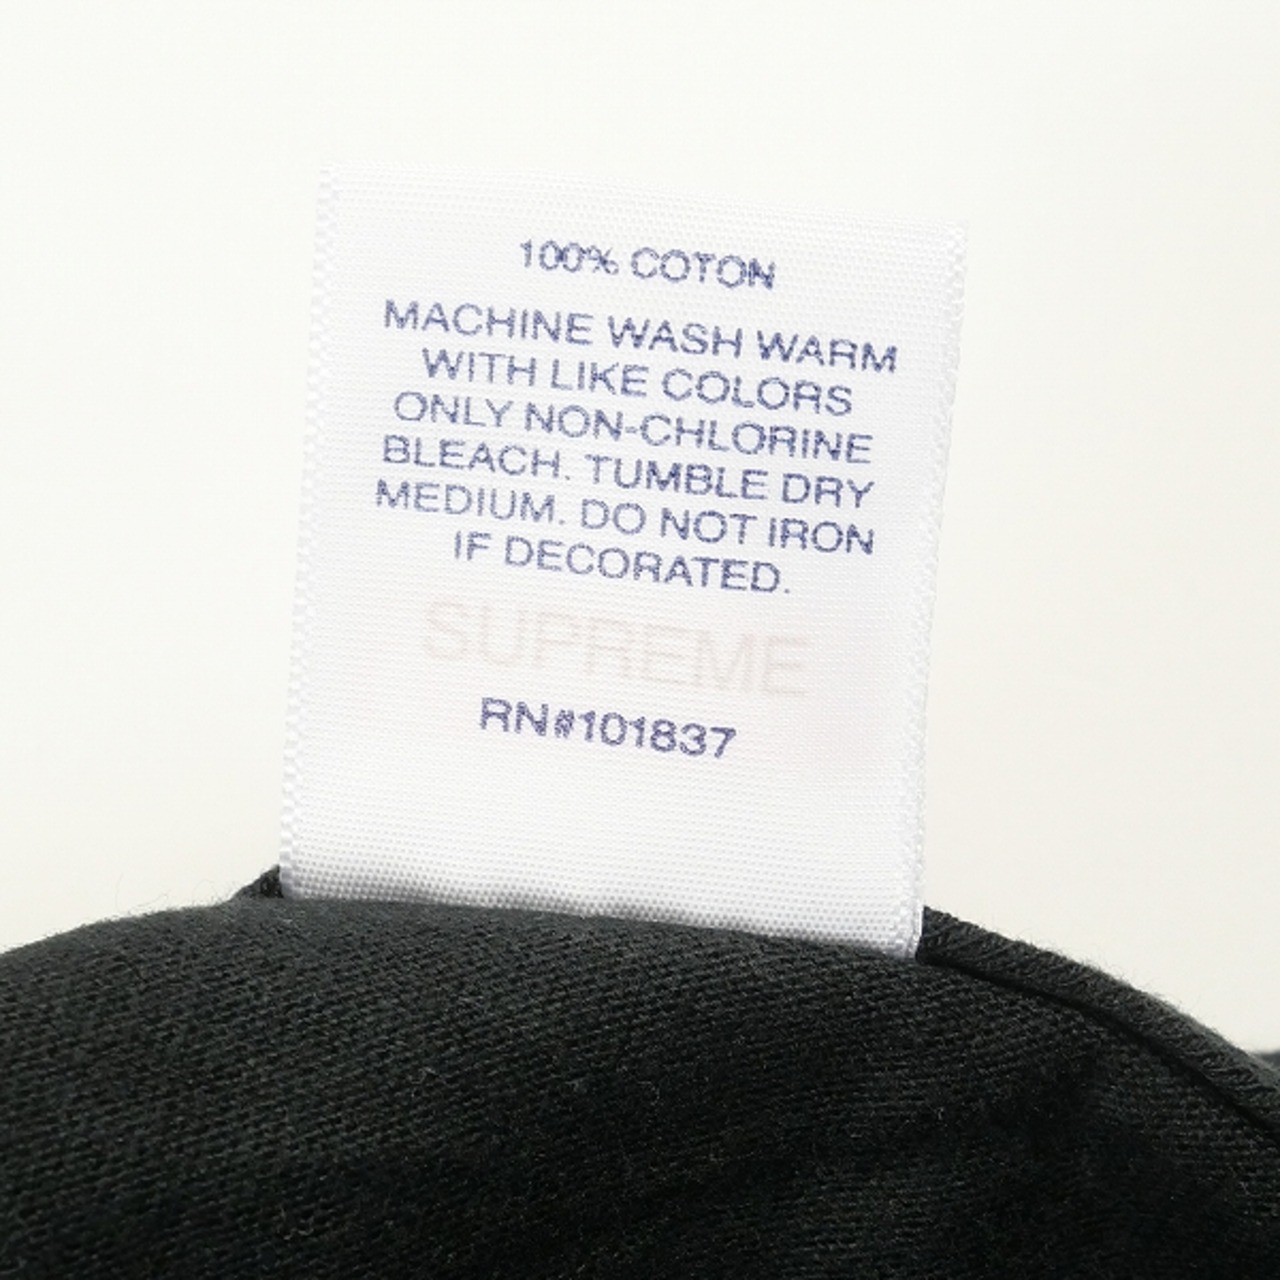 100% COTON
MACHINE WASH WARM
WITH LIKE COLORS
ONLY NON-CHLORINE
BLEACH. TUMBLE DRY
MEDIUM. DO NOT IRON
IF DECORATED.
SUPREME
RN#101837